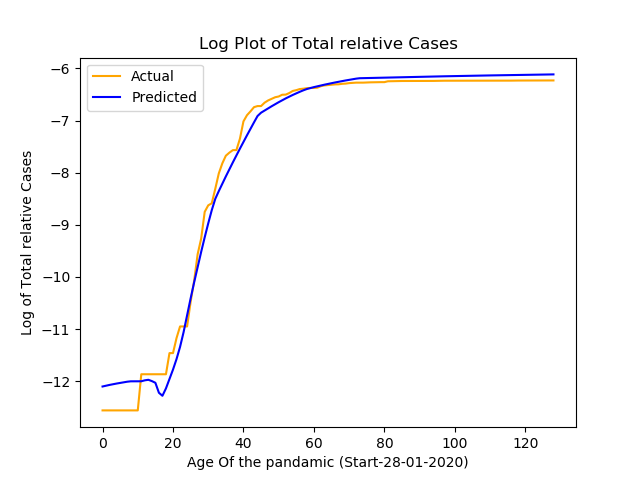 Log Plot of Total relative Cases
Actual
Predicted
−6
−7
−8
−9
−10
−11
−12
Log of Total relative Cases
0 20 40 60 80 100 120
Age Of the pandamic (Start-28-01-2020)